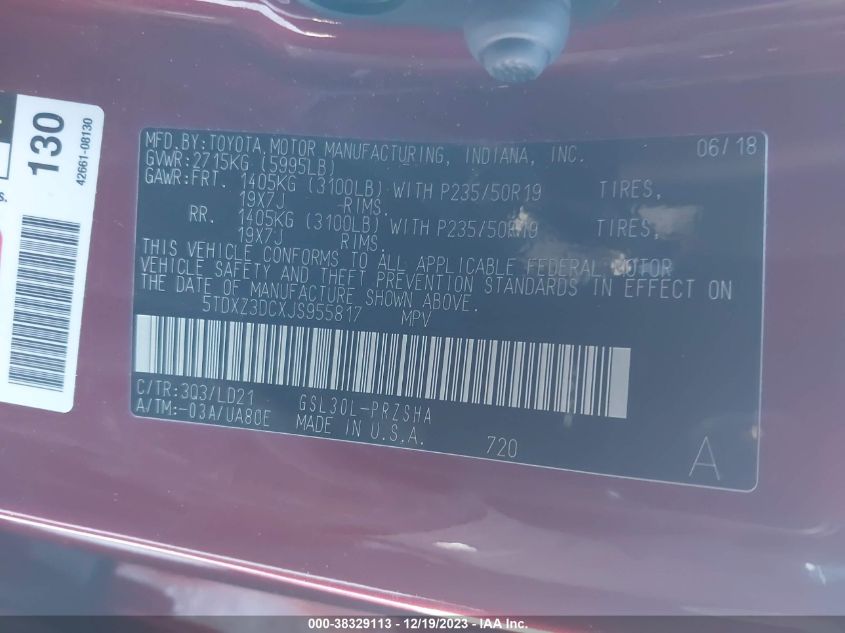 130
42661-08130
s.
MFD.BY:TOYOTA MOTOR MANUFACTURING, INDIANA, INC. 06/18
GVWR:2715KG (5995LB)
GAWR:FRT. 1405KG (3100LB) WITH P235/50R19 TIRES,
19X7J RIMS.
RR. 1405KG (3100LB) WITH P235/50R19 TIRES,
19X7J RIMS.
THIS VEHICLE CONFORMS TO ALL APPLICABLE FEDERAL MOTOR
VEHICLE SAFETY AND THEFT PREVENTION STANDARDS IN EFFECT ON
THE DATE OF MANUFACTURE SHOWN ABOVE.
5TDXZ3DCXJS955817 MPV
C/TR:3Q3/LD21 GSL30L-PRZSHA
A/TM:-03A/UA80E MADE IN U.S.A. 720 A
000-38329113 - 12/19/2023 - IAA Inc.